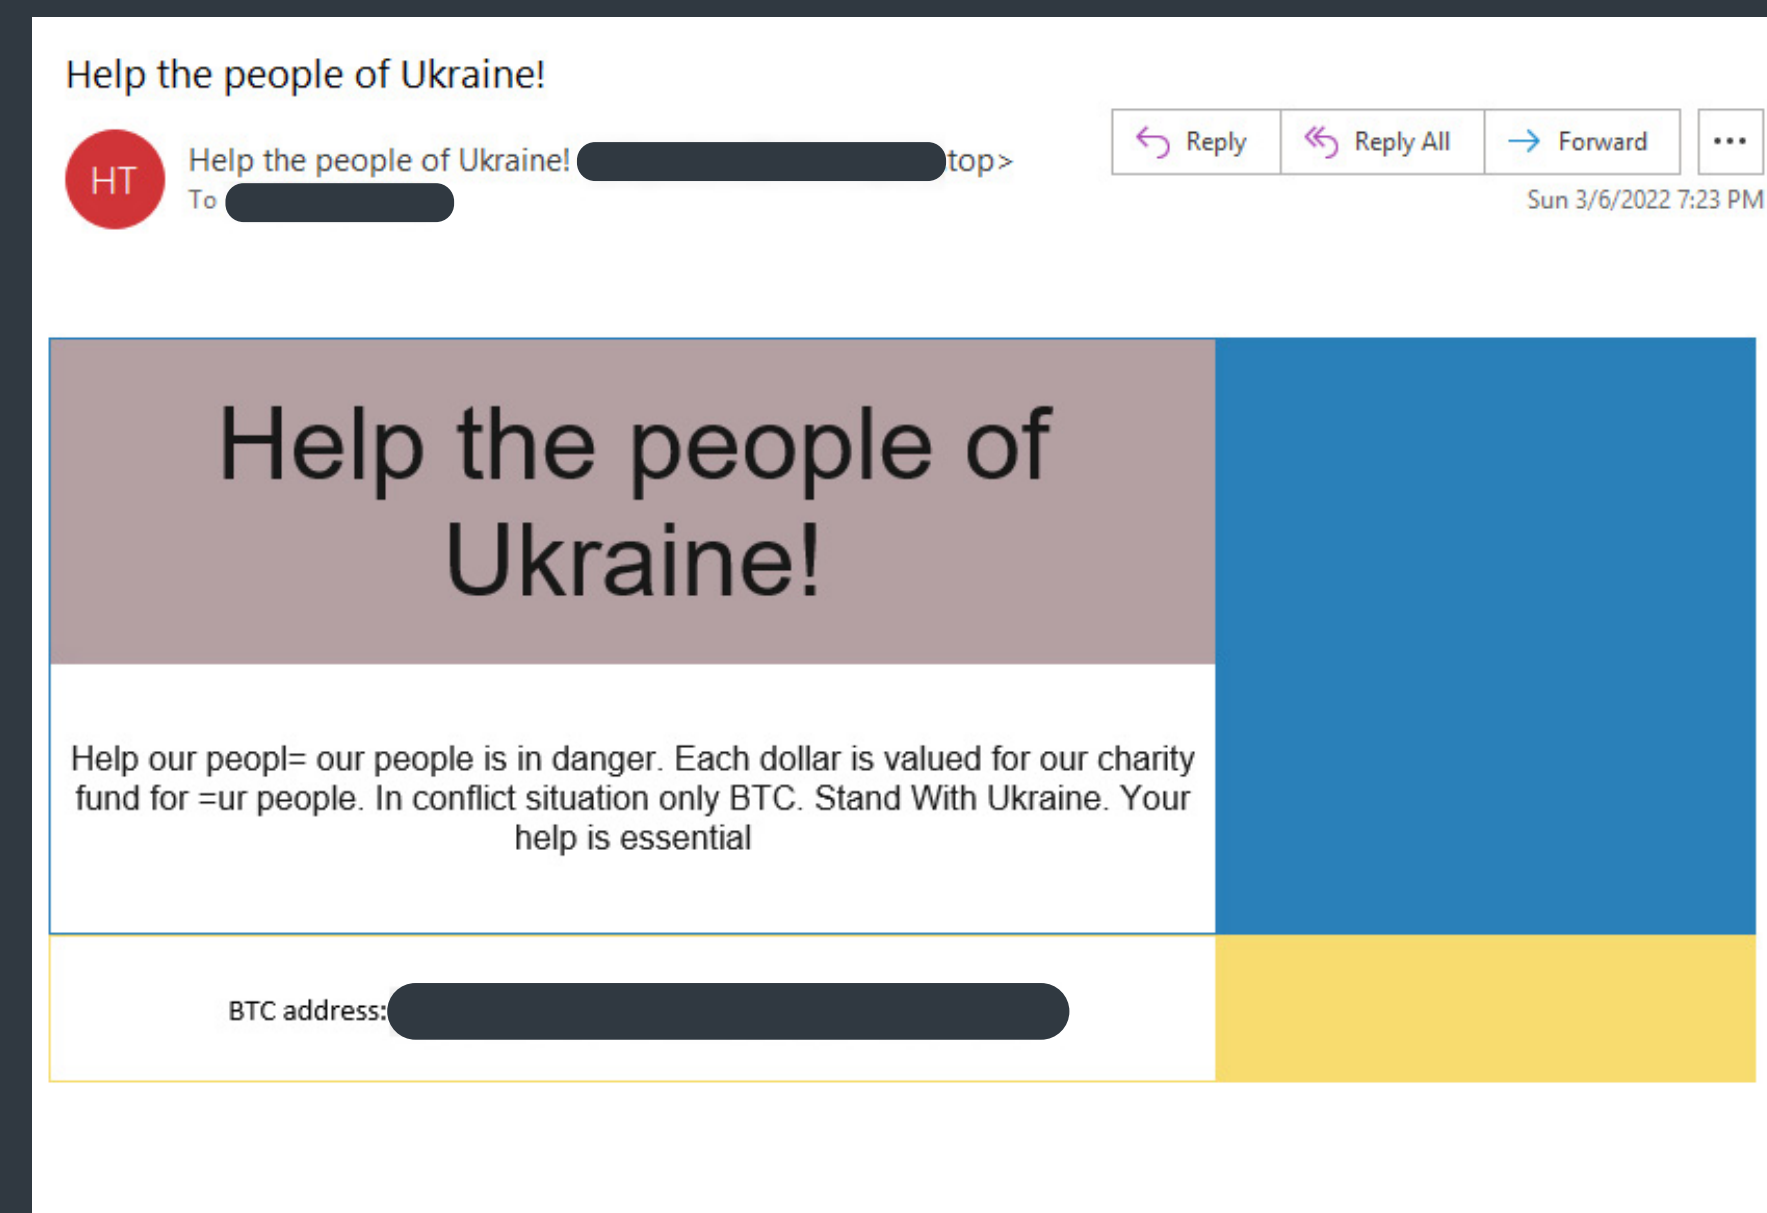 Help the people of Ukraine!
HT
Help the people of Ukraine! top>
To
Reply
Reply All
Forward
Sun 3/6/2022 7:23 PM
Help the people of
Ukraine!
Help our peopl= our people is in danger. Each dollar is valued for our charity
fund for =ur people. In conflict situation only BTC. Stand With Ukraine. Your
help is essential
BTC address: